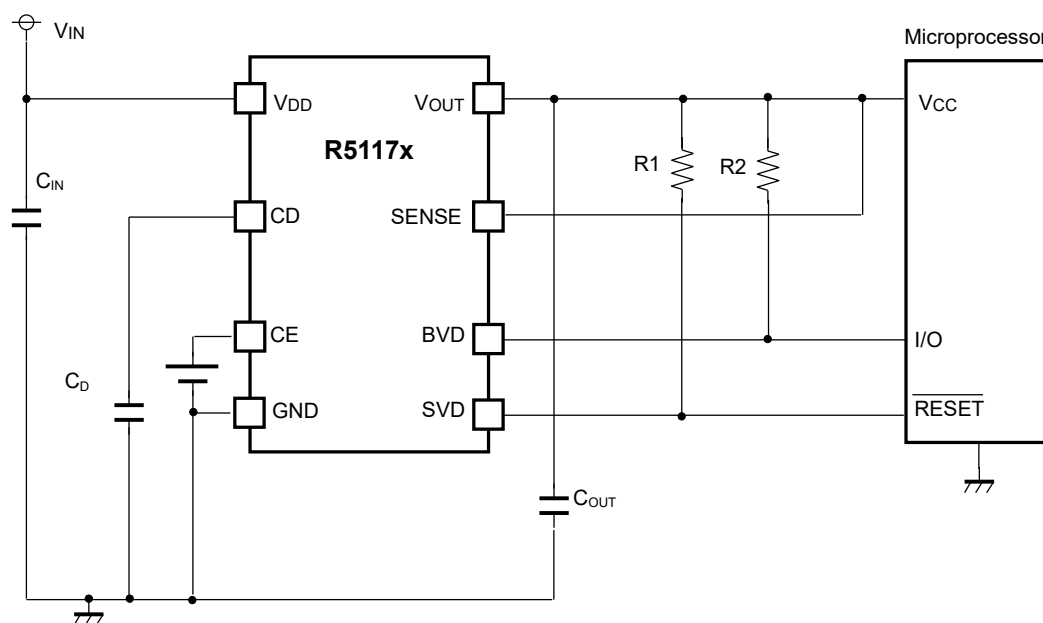 VIN
Microprocessor
VDD
VOUT
VCC
R5117x
R1
R2
CIN
CD
SENSE
CE
BVD
I/O
CD
GND
SVD
RESET
COUT